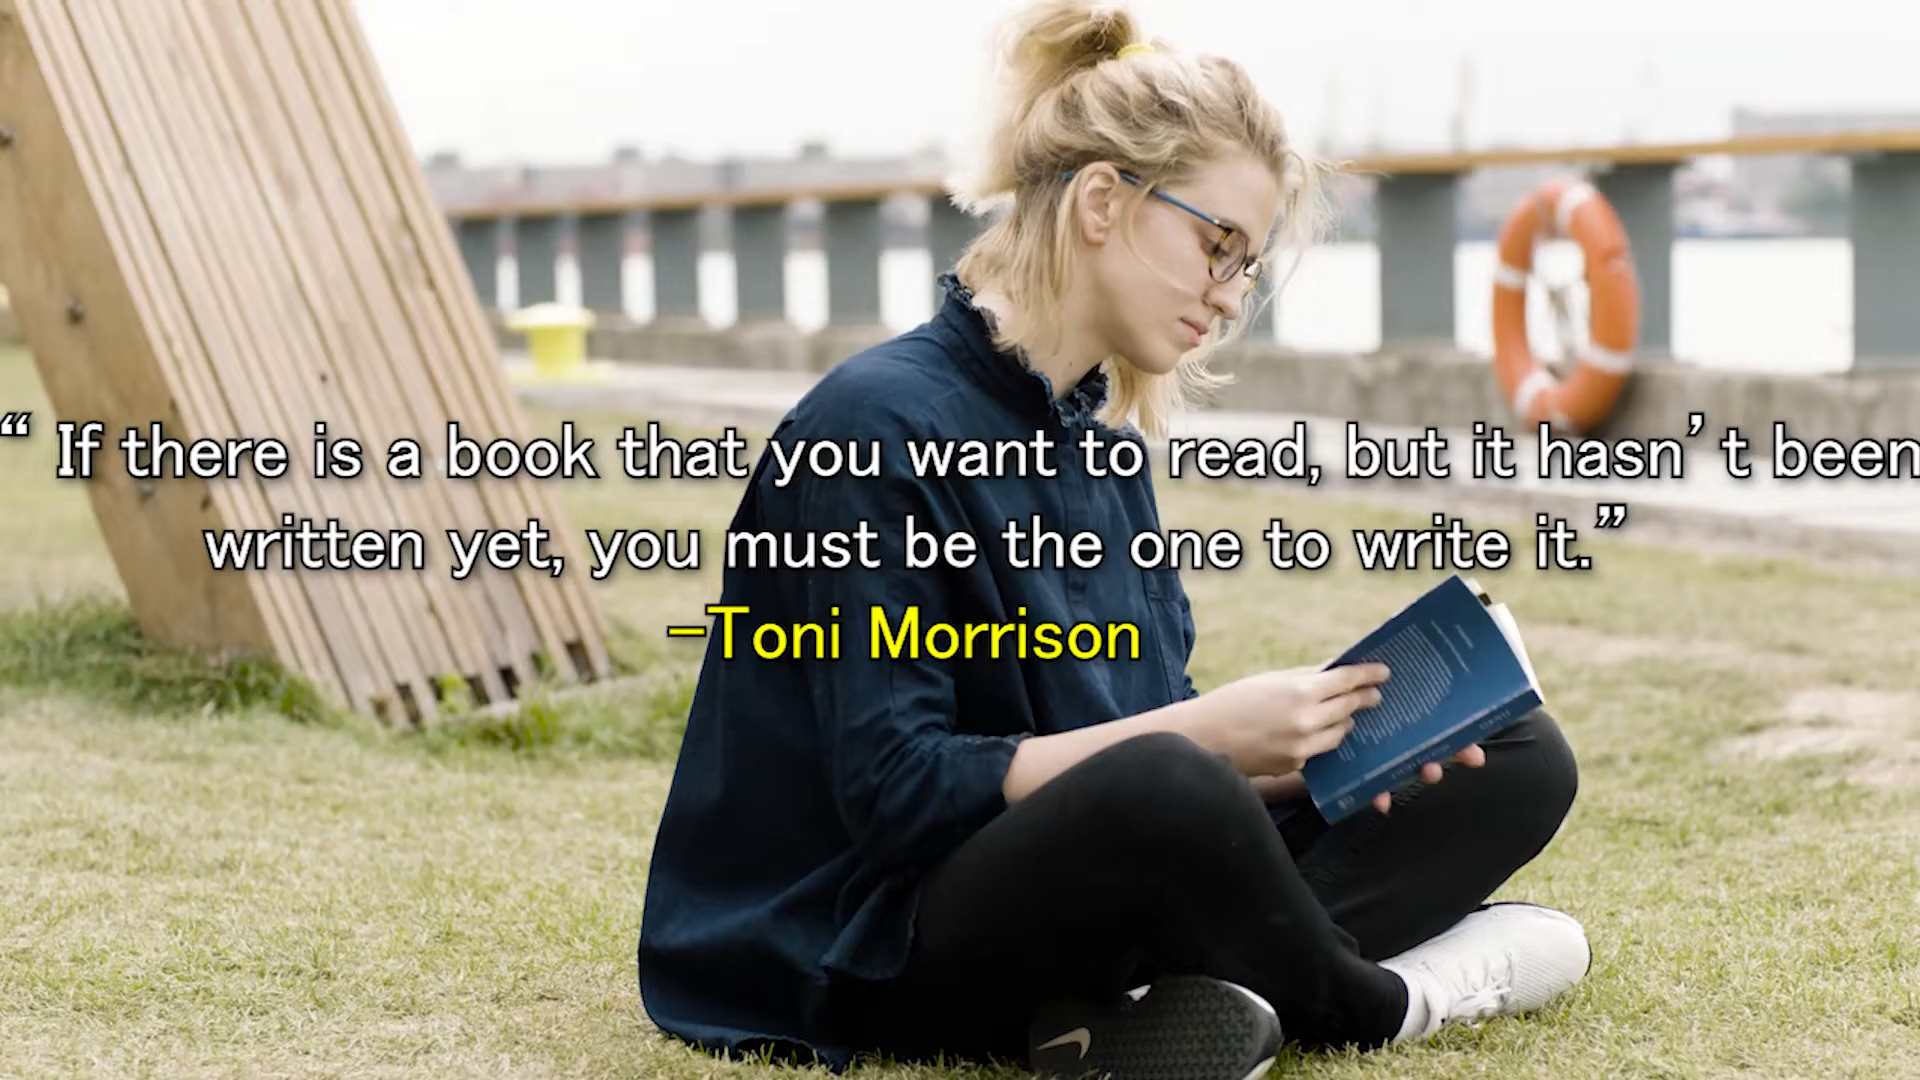 “ If there is a book that you want to read, but it hasn’t been
written yet, you must be the one to write it.”
–Toni Morrison